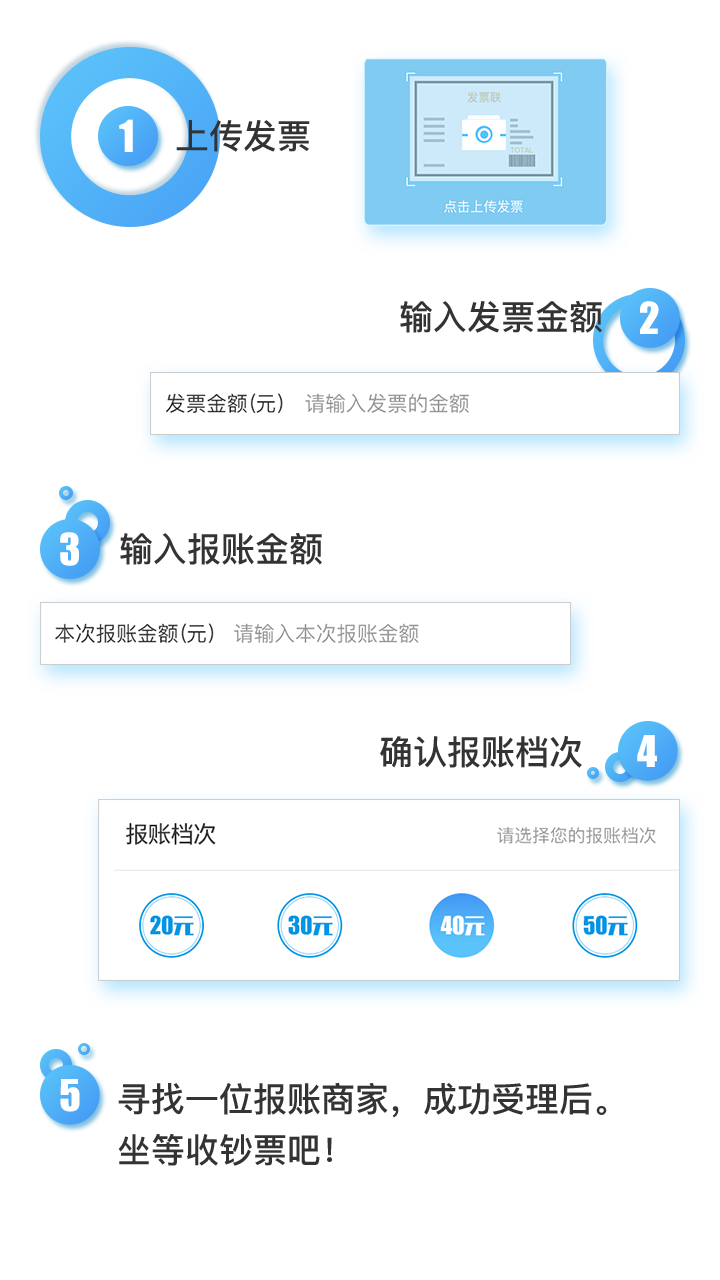 1
上传发票
发票联
TOTAL
点击上传发票
输入发票金额
2
发票金额(元) 请输入发票的金额
3
输入报账金额
本次报账金额(元) 请输入本次报账金额
确认报账档次
4
报账档次 请选择您的报账档次
20元 30元 40元 50元
5
寻找一位报账商家，成功受理后。
坐等收钞票吧！